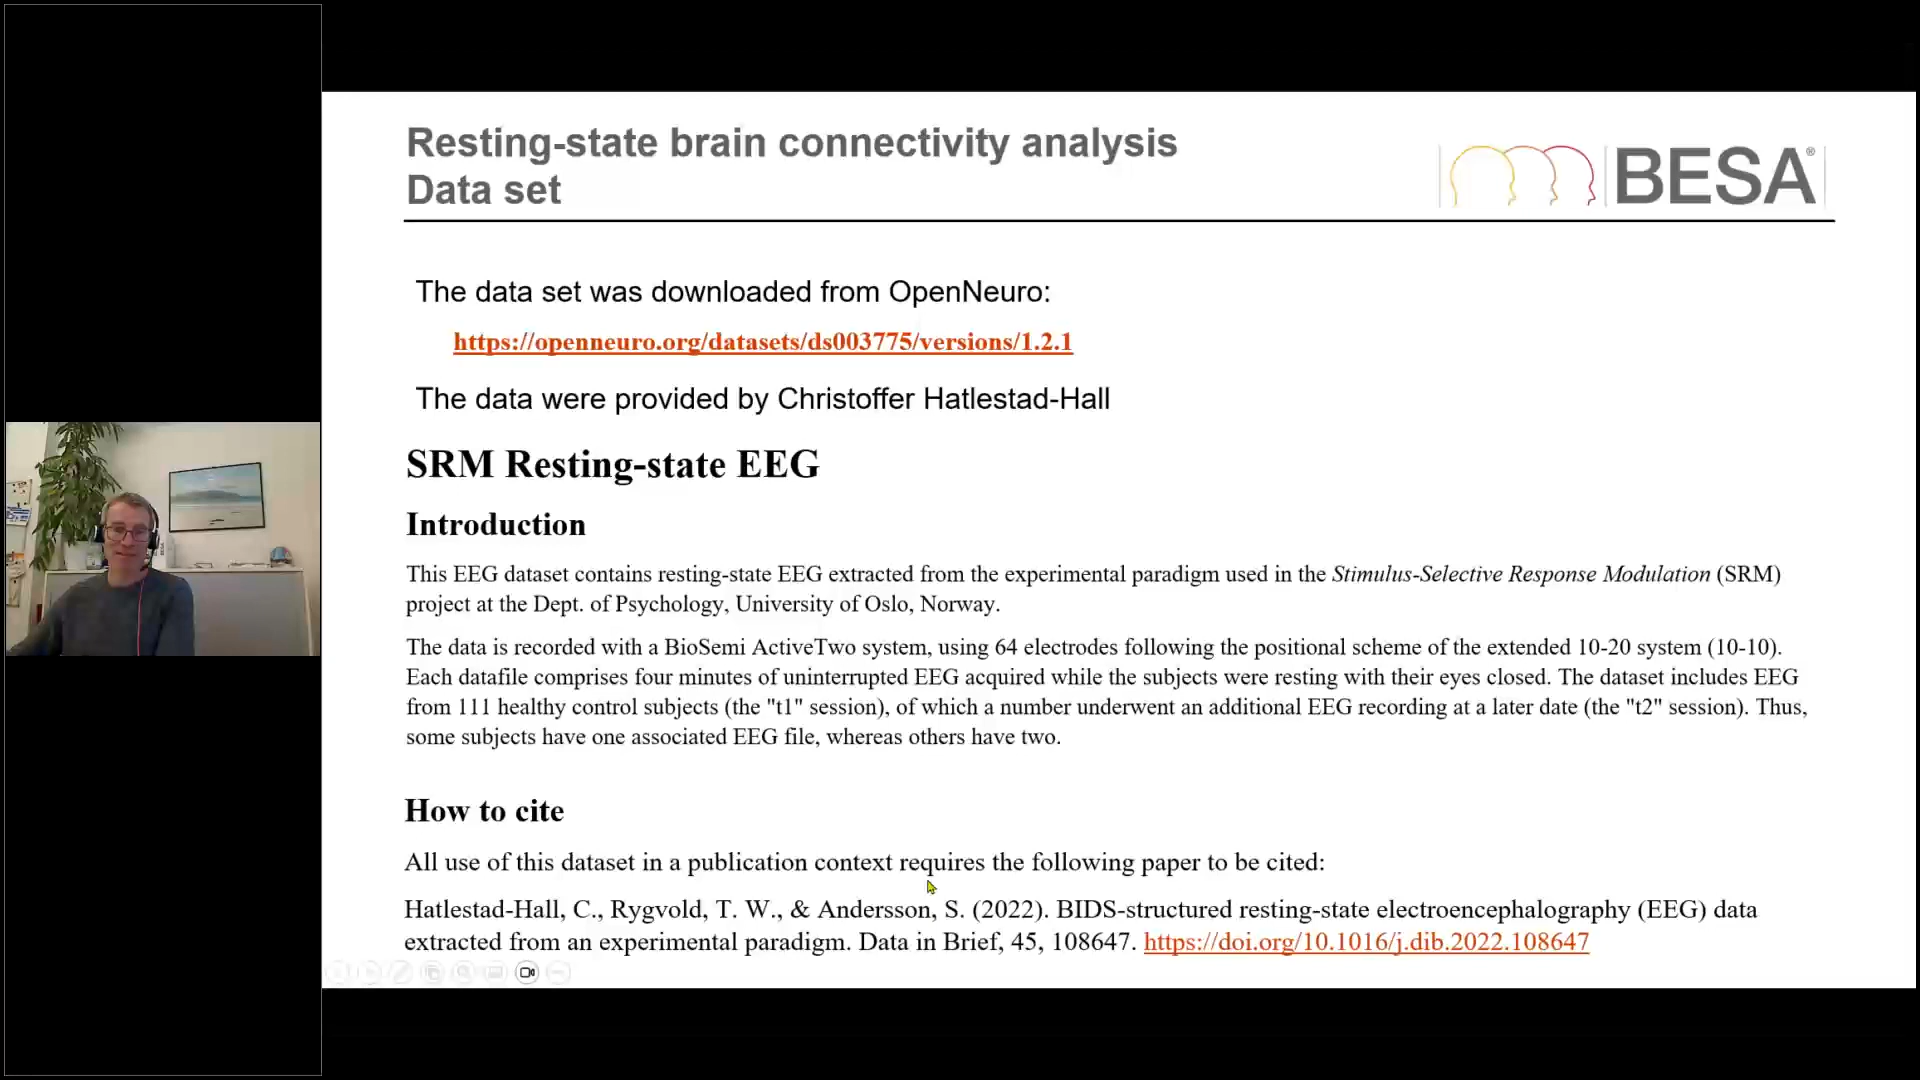 Resting-state brain connectivity analysis
Data set
BESA®
The data set was downloaded from OpenNeuro:
https://openneuro.org/datasets/ds003775/versions/1.2.1
The data were provided by Christoffer Hatlestad-Hall
SRM Resting-state EEG
Introduction
This EEG dataset contains resting-state EEG extracted from the experimental paradigm used in the Stimulus-Selective Response Modulation (SRM)
project at the Dept. of Psychology, University of Oslo, Norway.
The data is recorded with a BioSemi ActiveTwo system, using 64 electrodes following the positional scheme of the extended 10-20 system (10-10).
Each datafile comprises four minutes of uninterrupted EEG acquired while the subjects were resting with their eyes closed. The dataset includes EEG
from 111 healthy control subjects (the "t1" session), of which a number underwent an additional EEG recording at a later date (the "t2" session). Thus,
some subjects have one associated EEG file, whereas others have two.
How to cite
All use of this dataset in a publication context requires the following paper to be cited:
Hatlestad-Hall, C., Rygvold, T. W., & Andersson, S. (2022). BIDS-structured resting-state electroencephalography (EEG) data
extracted from an experimental paradigm. Data in Brief, 45, 108647. https://doi.org/10.1016/j.dib.2022.108647